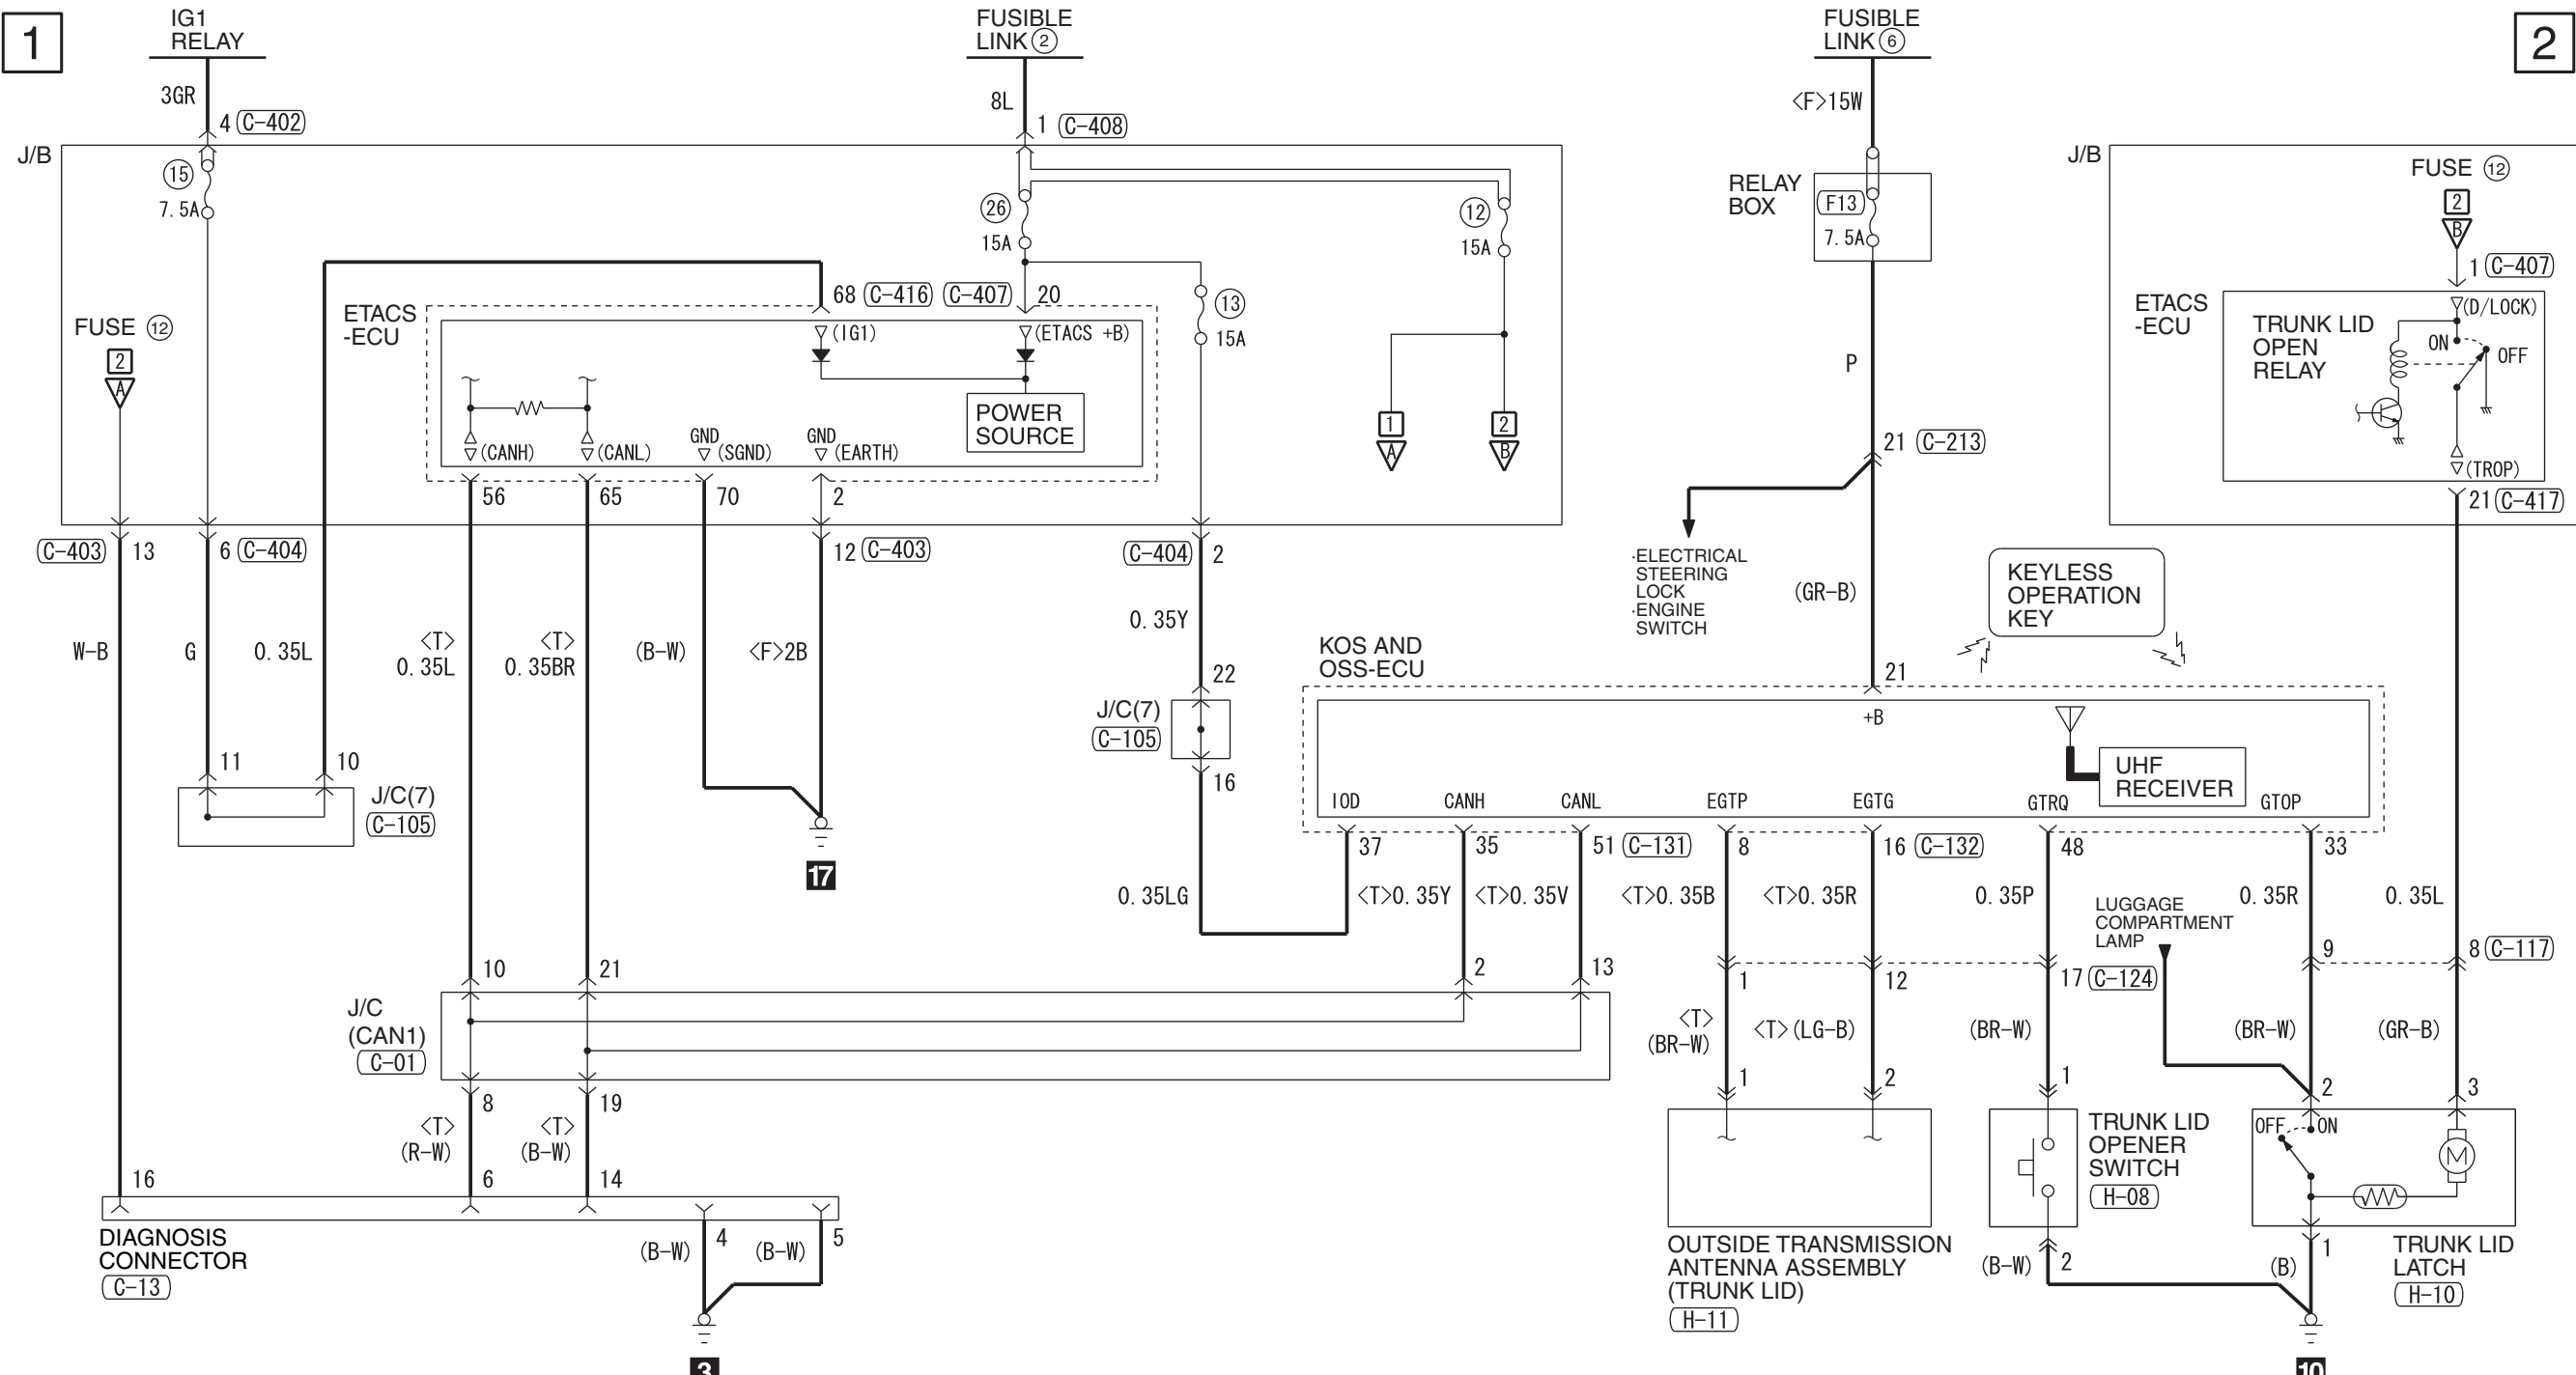 1
IG1
RELAY
FUSIBLE
LINK 2
FUSIBLE
LINK 6
2
3GR
8L
<F>15W
4 C-402
1 C-408
J/B
J/B
15
7.5A
26
15A
12
15A
RELAY
BOX
F13
7.5A
FUSE 12
2
B
1 C-407
ETACS
-ECU
68 C-416
C-407 20
13
15A
FUSE 12
2
A
(IG1)
(ETACS +B)
POWER
SOURCE
(CANH)
(CANL)
GND
(SGND)
GND
(EARTH)
1
A
2
B
P
ETACS
-ECU
TRUNK LID
OPEN
RELAY
(D/LOCK)
ON
OFF
(TROP)
21 C-417
21 C-213
56
65
70
2
C-403 13
6 C-404
12 C-403
C-404 2
·ELECTRICAL
STEERING
LOCK
·ENGINE
SWITCH
(GR-B)
KEYLESS
OPERATION
KEY
W-B
G
0.35L
<T>
0.35L
<T>
0.35BR
(B-W)
<F>2B
0.35Y
KOS AND
OSS-ECU
21
22
J/C(7)
C-105
16
+B
UHF
RECEIVER
11
10
J/C(7)
C-105
IOD
CANH
CANL
EGTP
EGTG
GTRQ
GTOP
17
37
35
51 C-131
8
16 C-132
48
33
0.35LG
<T>0.35Y
<T>0.35V
<T>0.35B
<T>0.35R
0.35P
LUGGAGE
COMPARTMENT
LAMP
0.35R
0.35L
10
21
2
13
1
12
17 C-124
9
8 C-117
J/C
(CAN1)
C-01
<T>
(BR-W)
<T>(LG-B)
(BR-W)
(BR-W)
(GR-B)
8
19
1
2
1
2
3
<T>
(R-W)
<T>
(B-W)
TRUNK LID
OPENER
SWITCH
H-08
OFF
ON
M
16
6
14
DIAGNOSIS
CONNECTOR
C-13
(B-W)
4
(B-W)
5
OUTSIDE TRANSMISSION
ANTENNA ASSEMBLY
(TRUNK LID)
H-11
(B-W)
2
(B)
1
TRUNK LID
LATCH
H-10
3
10